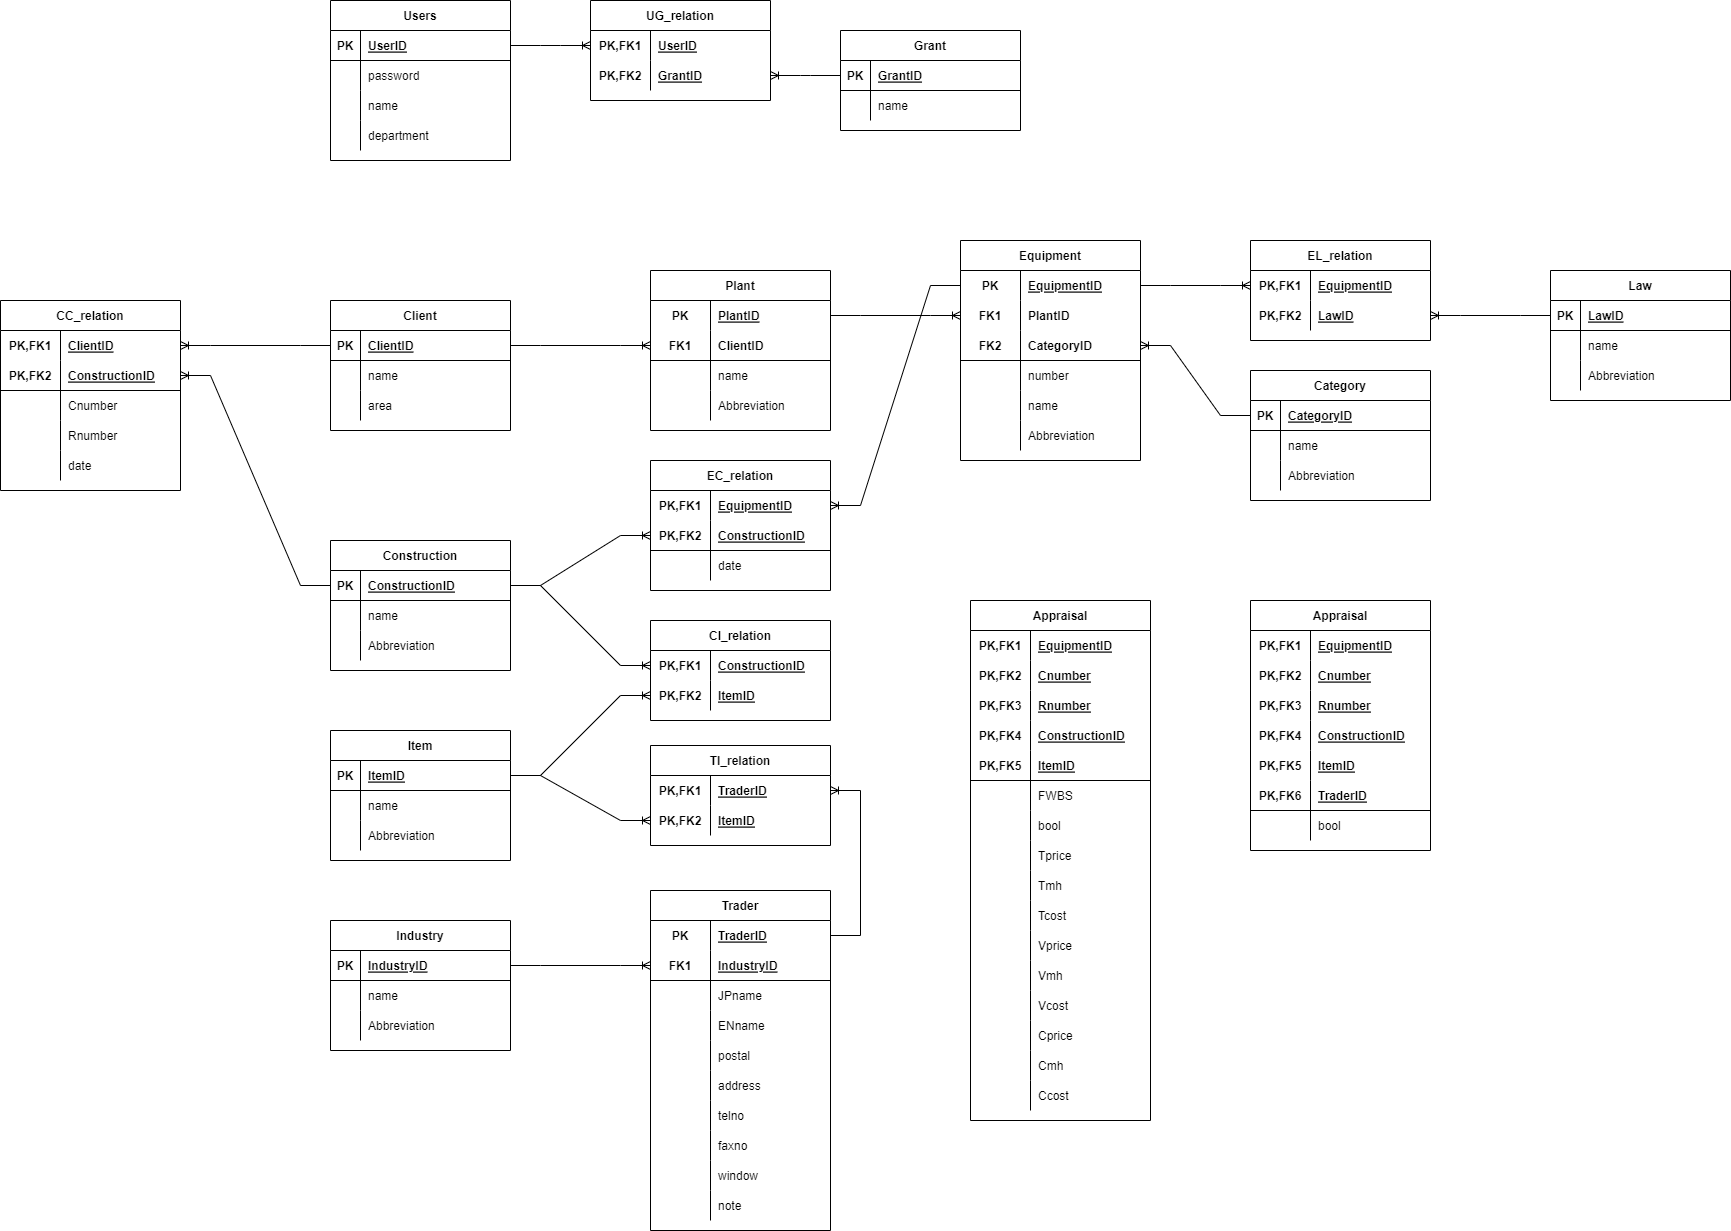 Users
PK UserID
password
name
department
UG_relation
PK,FK1 UserID
PK,FK2 GrantID
Grant
PK GrantID
name
CC_relation
PK,FK1 ClientID
PK,FK2 ConstructionID
Cnumber
Rnumber
date
Client
PK ClientID
name
area
Plant
PK PlantID
FK1 ClientID
name
Abbreviation
Equipment
PK EquipmentID
FK1 PlantID
FK2 CategoryID
number
name
Abbreviation
EL_relation
PK,FK1 EquipmentID
PK,FK2 LawID
Law
PK LawID
name
Abbreviation
Category
PK CategoryID
name
Abbreviation
EC_relation
PK,FK1 EquipmentID
PK,FK2 ConstructionID
date
Construction
PK ConstructionID
name
Abbreviation
CI_relation
PK,FK1 ConstructionID
PK,FK2 ItemID
Item
PK ItemID
name
Abbreviation
TI_relation
PK,FK1 TraderID
PK,FK2 ItemID
Industry
PK IndustryID
name
Abbreviation
Trader
PK TraderID
FK1 IndustryID
JPname
ENname
postal
address
telno
faxno
window
note
Appraisal
PK,FK1 EquipmentID
PK,FK2 Cnumber
PK,FK3 Rnumber
PK,FK4 ConstructionID
PK,FK5 ItemID
FWBS
bool
Tprice
Tmh
Tcost
Vprice
Vmh
Vcost
Cprice
Cmh
Ccost
Appraisal
PK,FK1 EquipmentID
PK,FK2 Cnumber
PK,FK3 Rnumber
PK,FK4 ConstructionID
PK,FK5 ItemID
PK,FK6 TraderID
bool